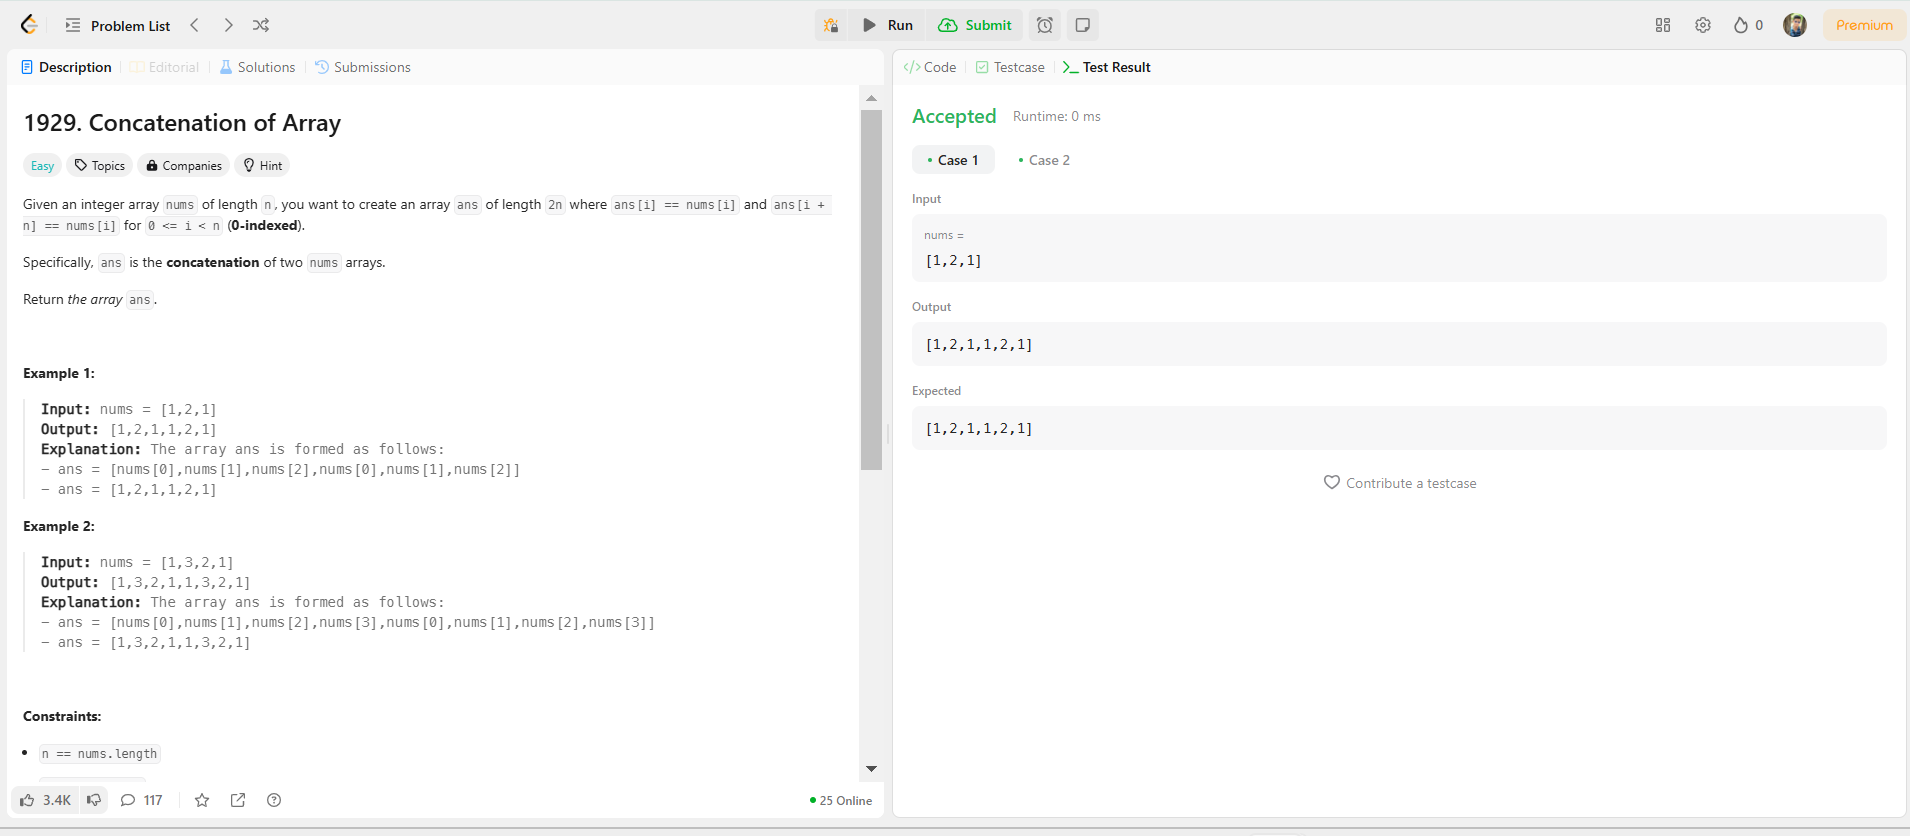 Problem List
Run
Submit
0
Premium
Description
Editorial
Solutions
Submissions
1929. Concatenation of Array
Easy
Topics
Companies
Hint
Given an integer array nums of length n, you want to create an array ans of length 2n where ans[i] == nums[i] and ans[i +
n] == nums[i] for 0 <= i < n (0-indexed).
Specifically, ans is the concatenation of two nums arrays.
Return the array ans.
Example 1:
Input: nums = [1,2,1]
Output: [1,2,1,1,2,1]
Explanation: The array ans is formed as follows:
- ans = [nums[0],nums[1],nums[2],nums[0],nums[1],nums[2]]
- ans = [1,2,1,1,2,1]
Example 2:
Input: nums = [1,3,2,1]
Output: [1,3,2,1,1,3,2,1]
Explanation: The array ans is formed as follows:
- ans = [nums[0],nums[1],nums[2],nums[3],nums[0],nums[1],nums[2],nums[3]]
- ans = [1,3,2,1,1,3,2,1]
Constraints:
• n == nums.length
3.4K
117
25 Online
</> Code
Testcase
Test Result
Accepted
Runtime: 0 ms
• Case 1
• Case 2
Input
nums =
[1,2,1]
Output
[1,2,1,1,2,1]
Expected
[1,2,1,1,2,1]
Contribute a testcase